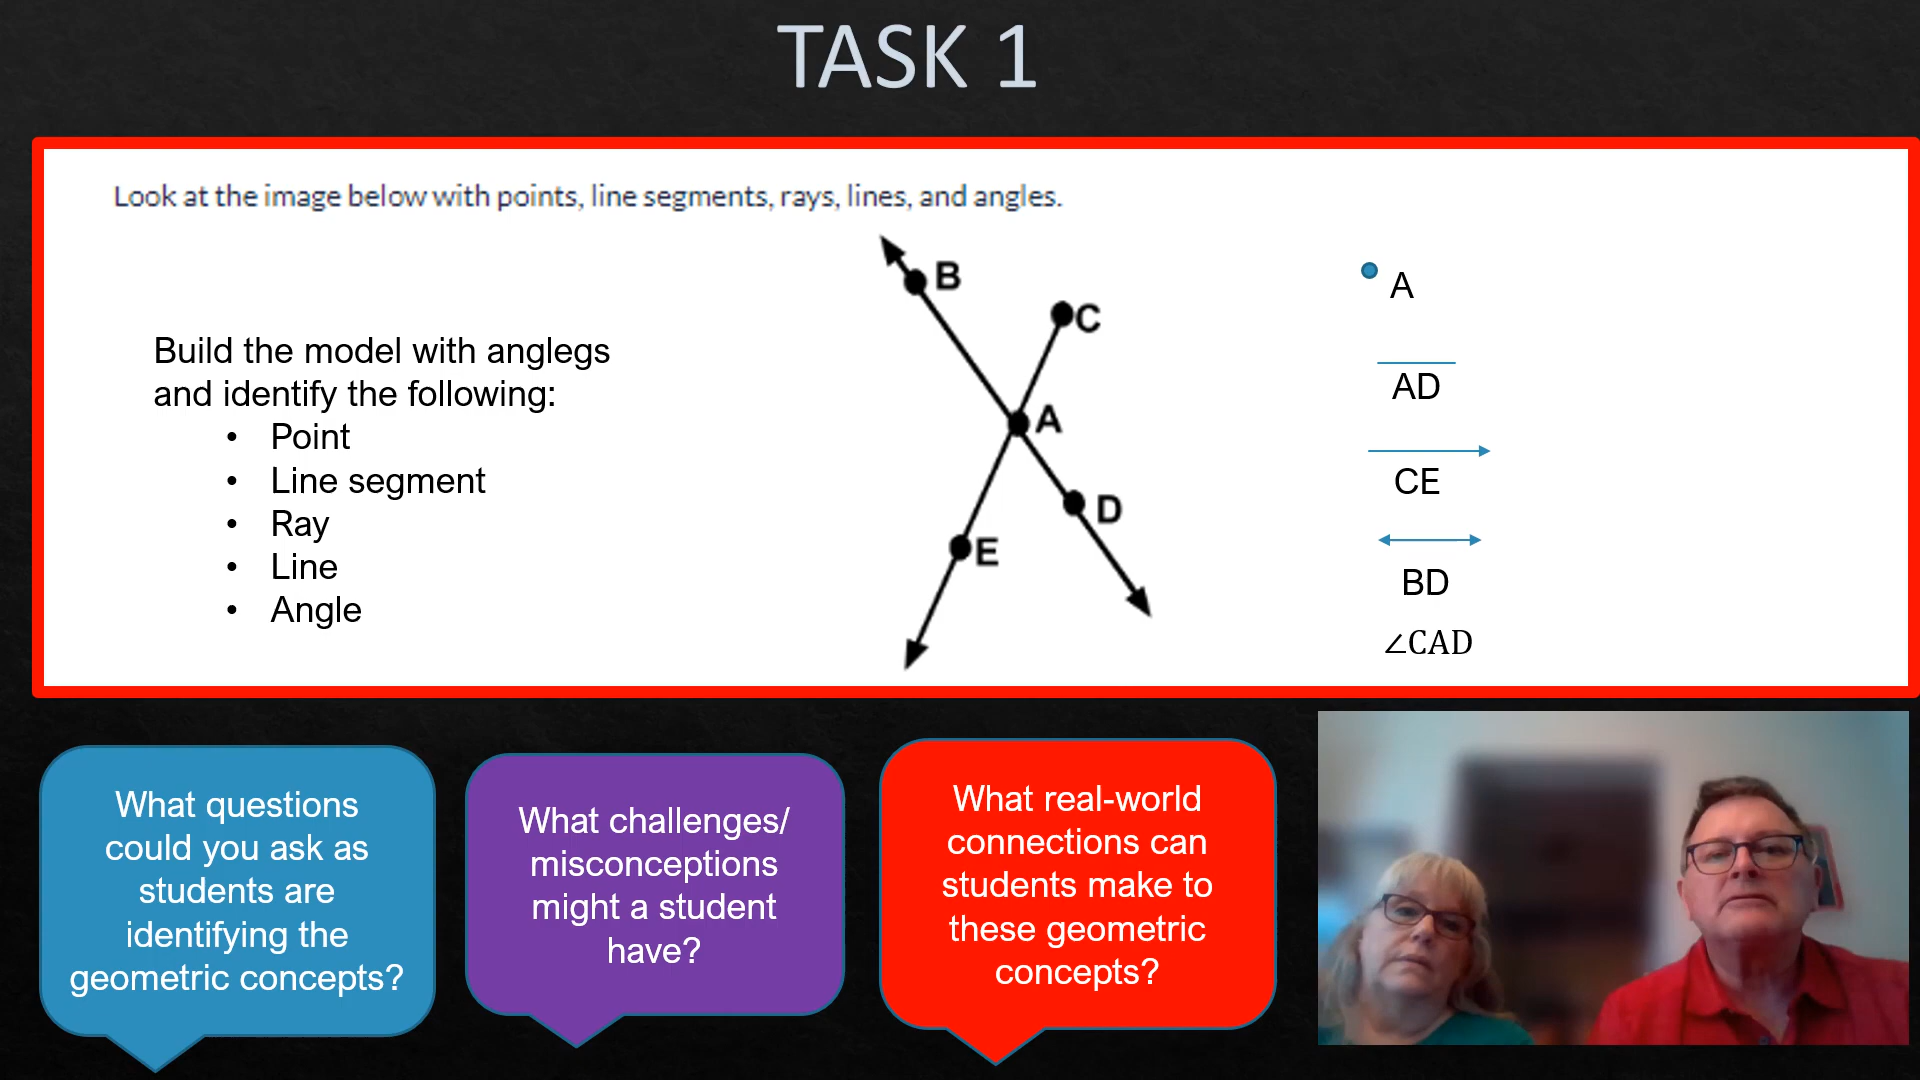 TASK 1
Look at the image below with points, line segments, rays, lines, and angles.
Build the model with anglegs
and identify the following:
• Point
• Line segment
• Ray
• Line
• Angle
B
C
A
D
E
A
AD
CE
BD
∠CAD
What questions
could you ask as
students are
identifying the
geometric concepts?
What challenges/
misconceptions
might a student
have?
What real-world
connections can
students make to
these geometric
concepts?